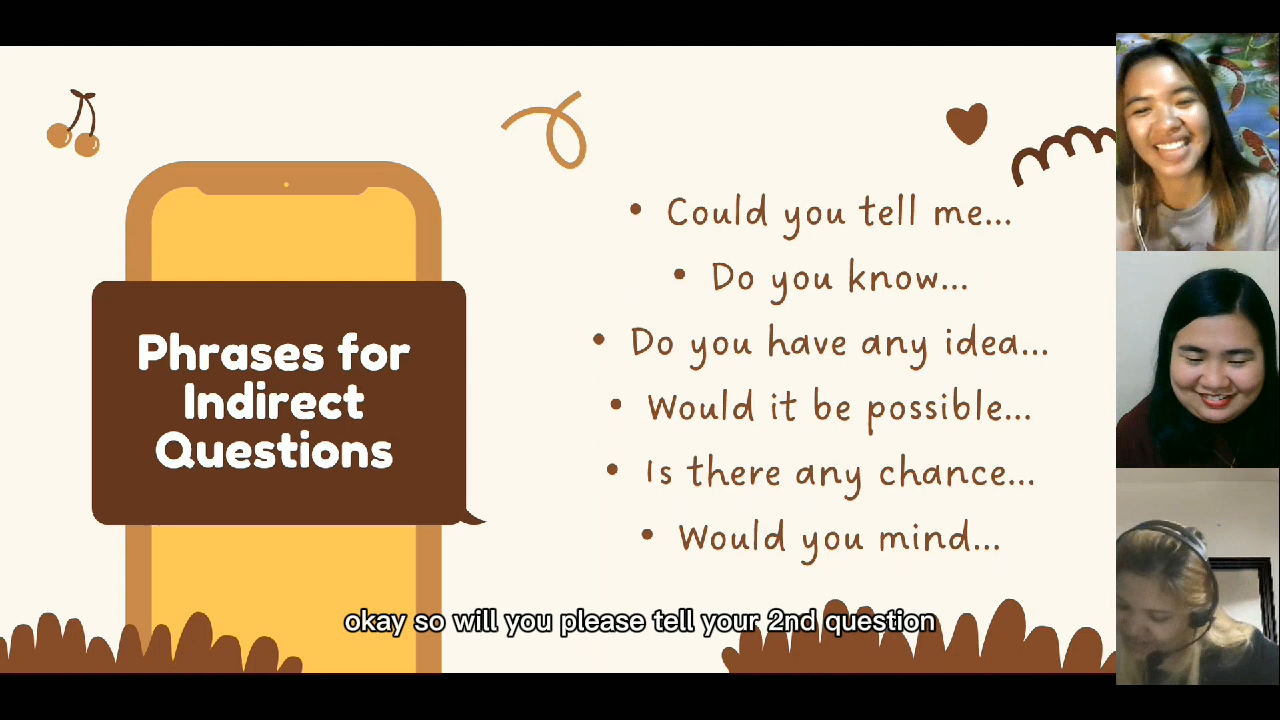 Phrases for
Indirect
Questions
• Could you tell me...
• Do you know...
• Do you have any idea...
• Would it be possible...
• Is there any chance...
• Would you mind...
okay so will you please tell your 2nd question